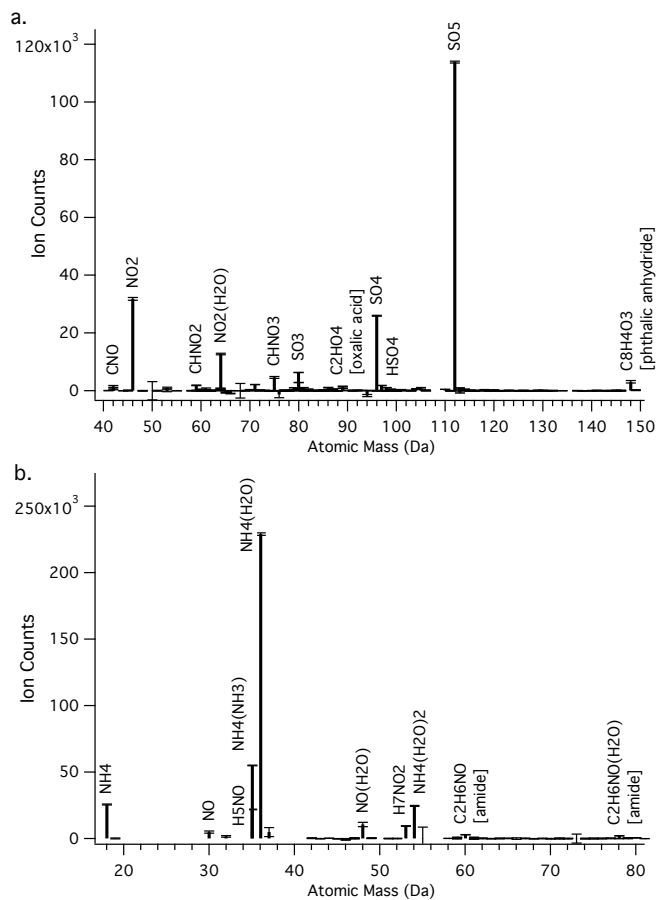 a.
120x10³
100
80
60
40
20
0
Ion Counts
CNO
NO2
CHNO2
NO2(H2O)
CHNO3
SO3
C2HO4
[oxalic acid]
SO4
HSO4
SO5
C8H4O3
[phthalic anhydride]
40 50 60 70 80 90 100 110 120 130 140 150
Atomic Mass (Da)
b.
250x10³
200
150
100
50
0
Ion Counts
NH4
NO
H5NO
NH4(NH3)
NH4(H2O)
NO(H2O)
H7NO2
NH4(H2O)2
C2H6NO
[amide]
C2H6NO(H2O)
[amide]
20 30 40 50 60 70 80
Atomic Mass (Da)